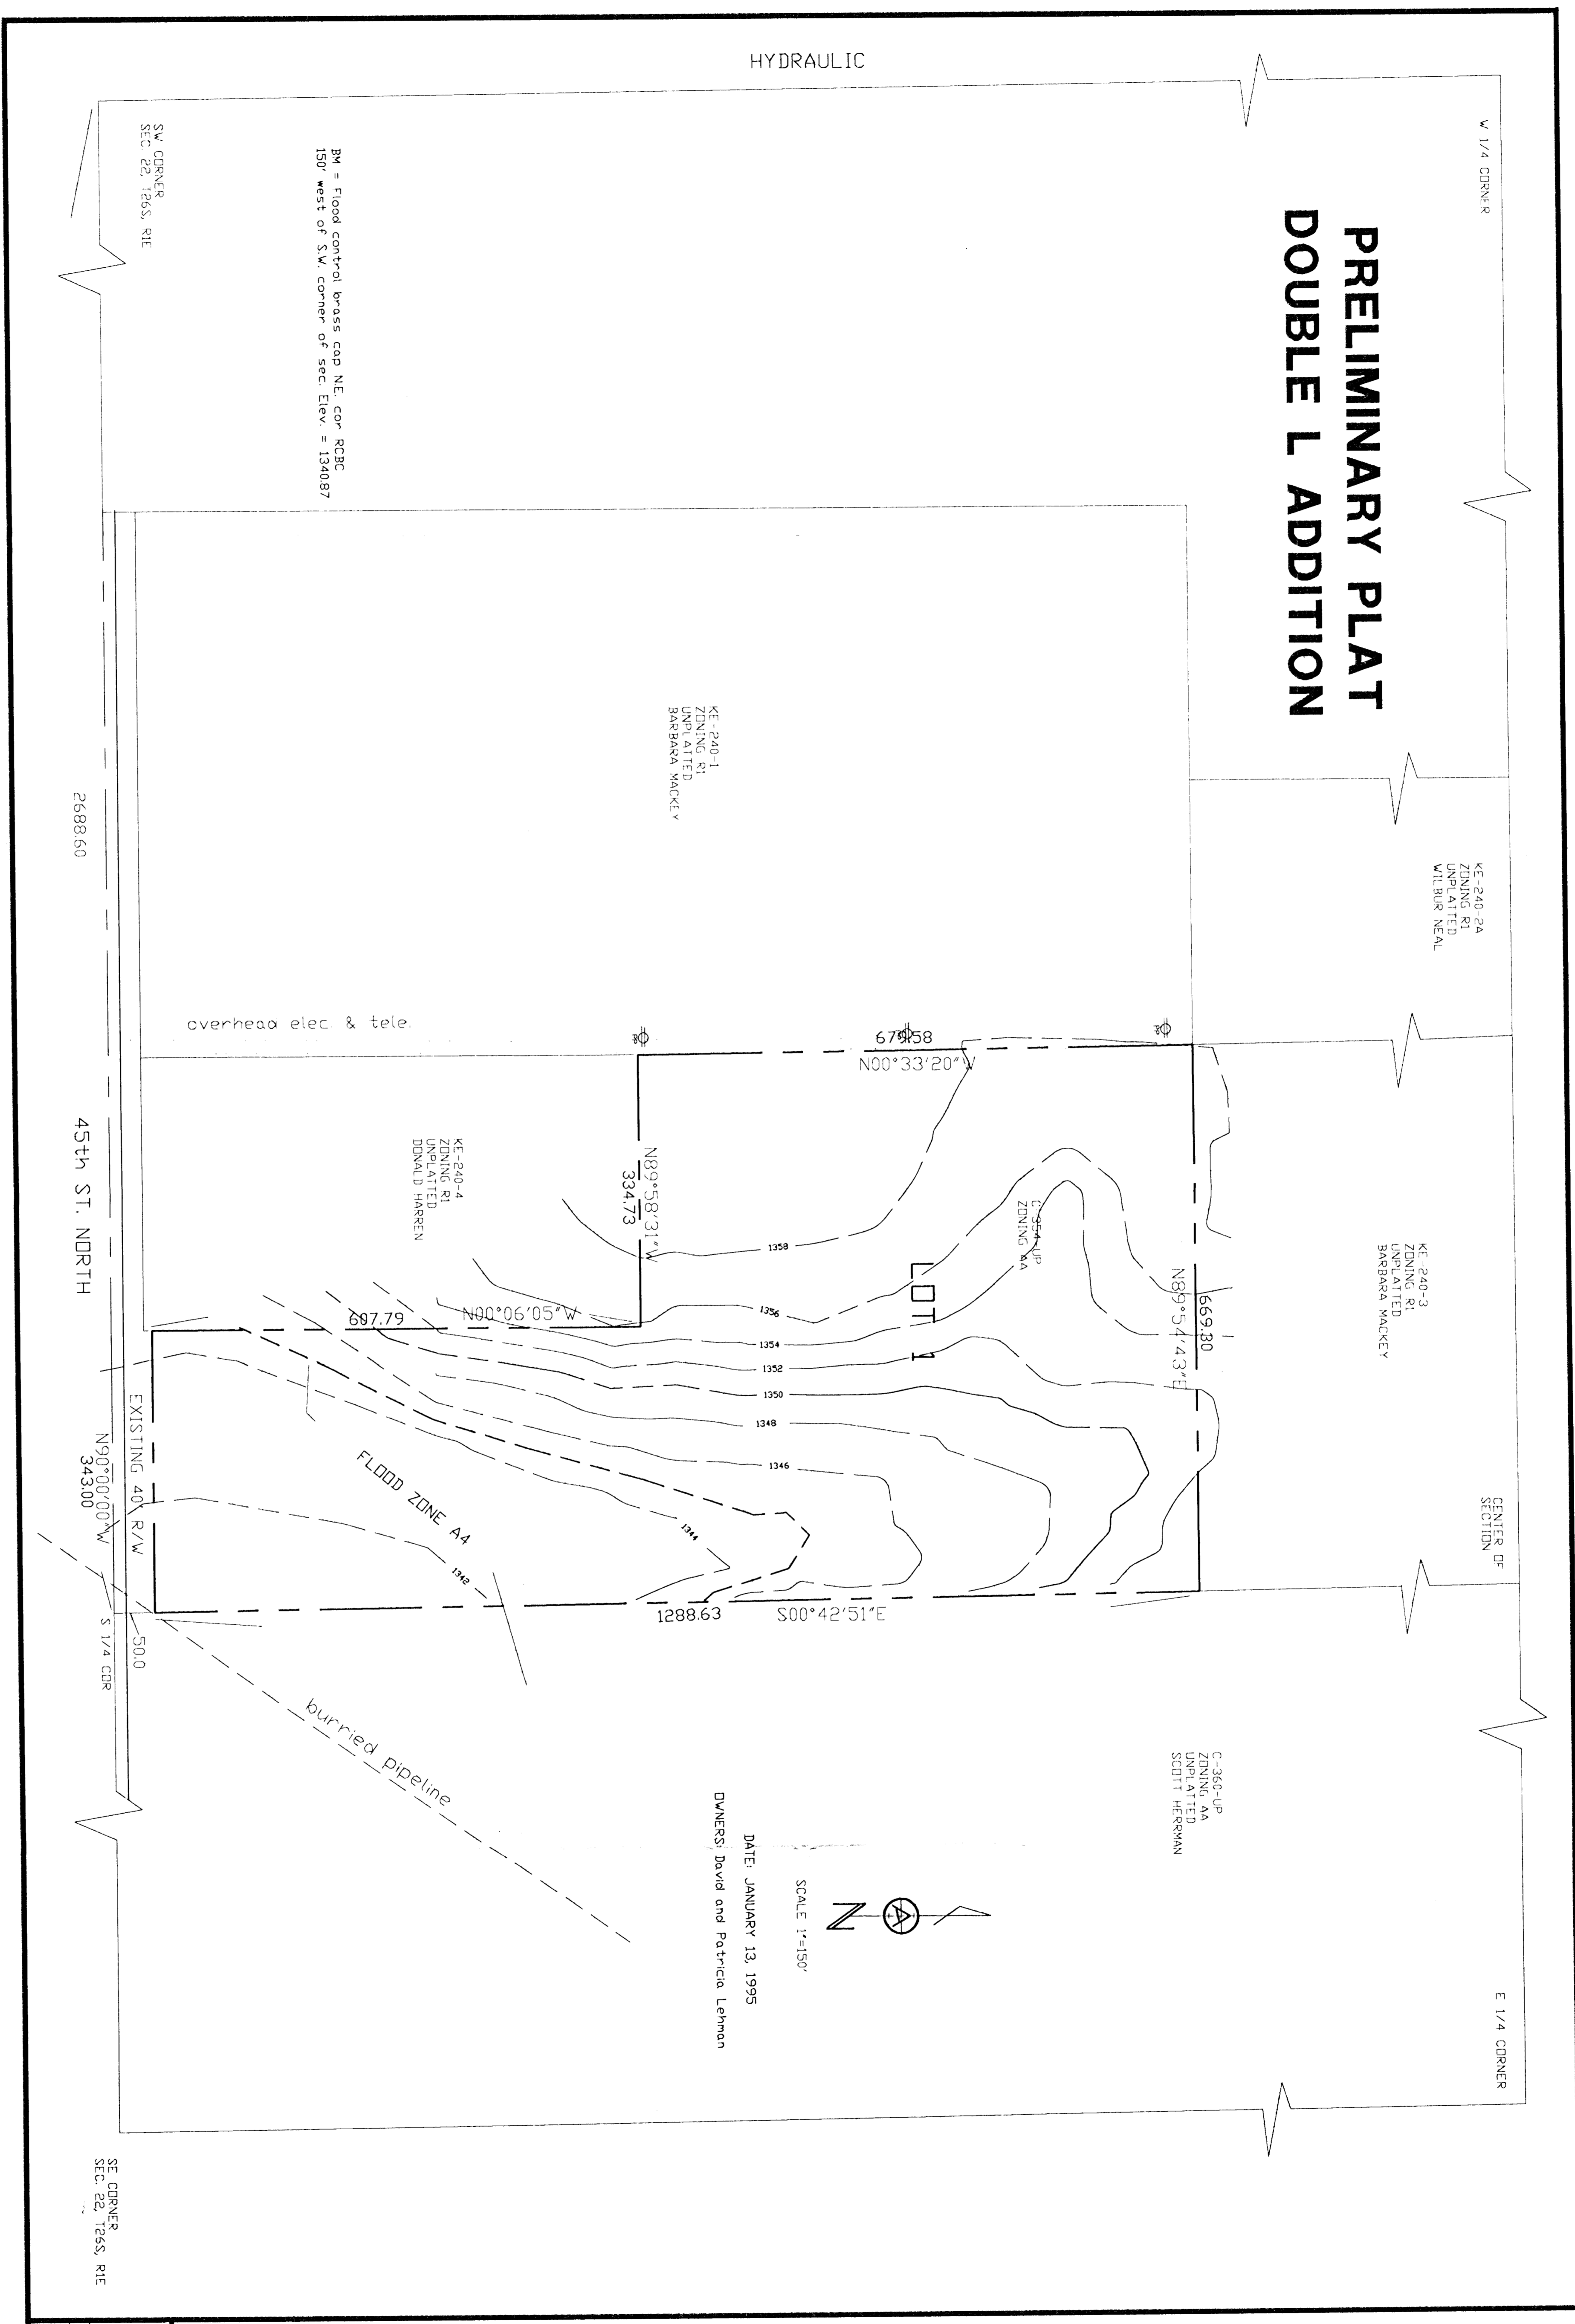 PRELIMINARY PLAT
DOUBLE L ADDITION
HYDRAULIC
W 1/4 CORNER
SW CORNER
SEC. 22, T26S, R1E
BM = Flood control brass cap NE. cor RCBC
150' west of S.W. corner of sec. Elev. = 1340.87
KE-240-1
ZONING R1
UNPLATTED
BARBARA MACKEY
KE-240-2A
ZONING R1
UNPLATTED
WILBUR NEAL
2688.60
overhead elec. & tele.
N00°33'20"W
KE-240-4
ZONING R1
UNPLATTED
DONALD HARREN
N89°58'31"W
334.73
C-354-UP
ZONING AA
LOT 1
KE-240-3
ZONING R1
UNPLATTED
BARBARA MACKEY
N89°54'43"E
669.80
45th ST. NORTH
607.79
N00°06'05"W
1358
1356
1354
1352
1350
1348
1346
1344
1342
FLOOD ZONE A4
EXISTING 40' R/W
N90°00'00"W
343.00
CENTER OF
SECTION
1288.63
S00°42'51"E
50.0
S 1/4 COR
burried pipeline
C-360-UP
ZONING AA
UNPLATTED
SCOTT HERRMAN
N
A
SCALE 1"=150'
DATE: JANUARY 13, 1995
OWNERS: David and Patricia Lehman
E 1/4 CORNER
SE CORNER
SEC. 22, T26S, R1E